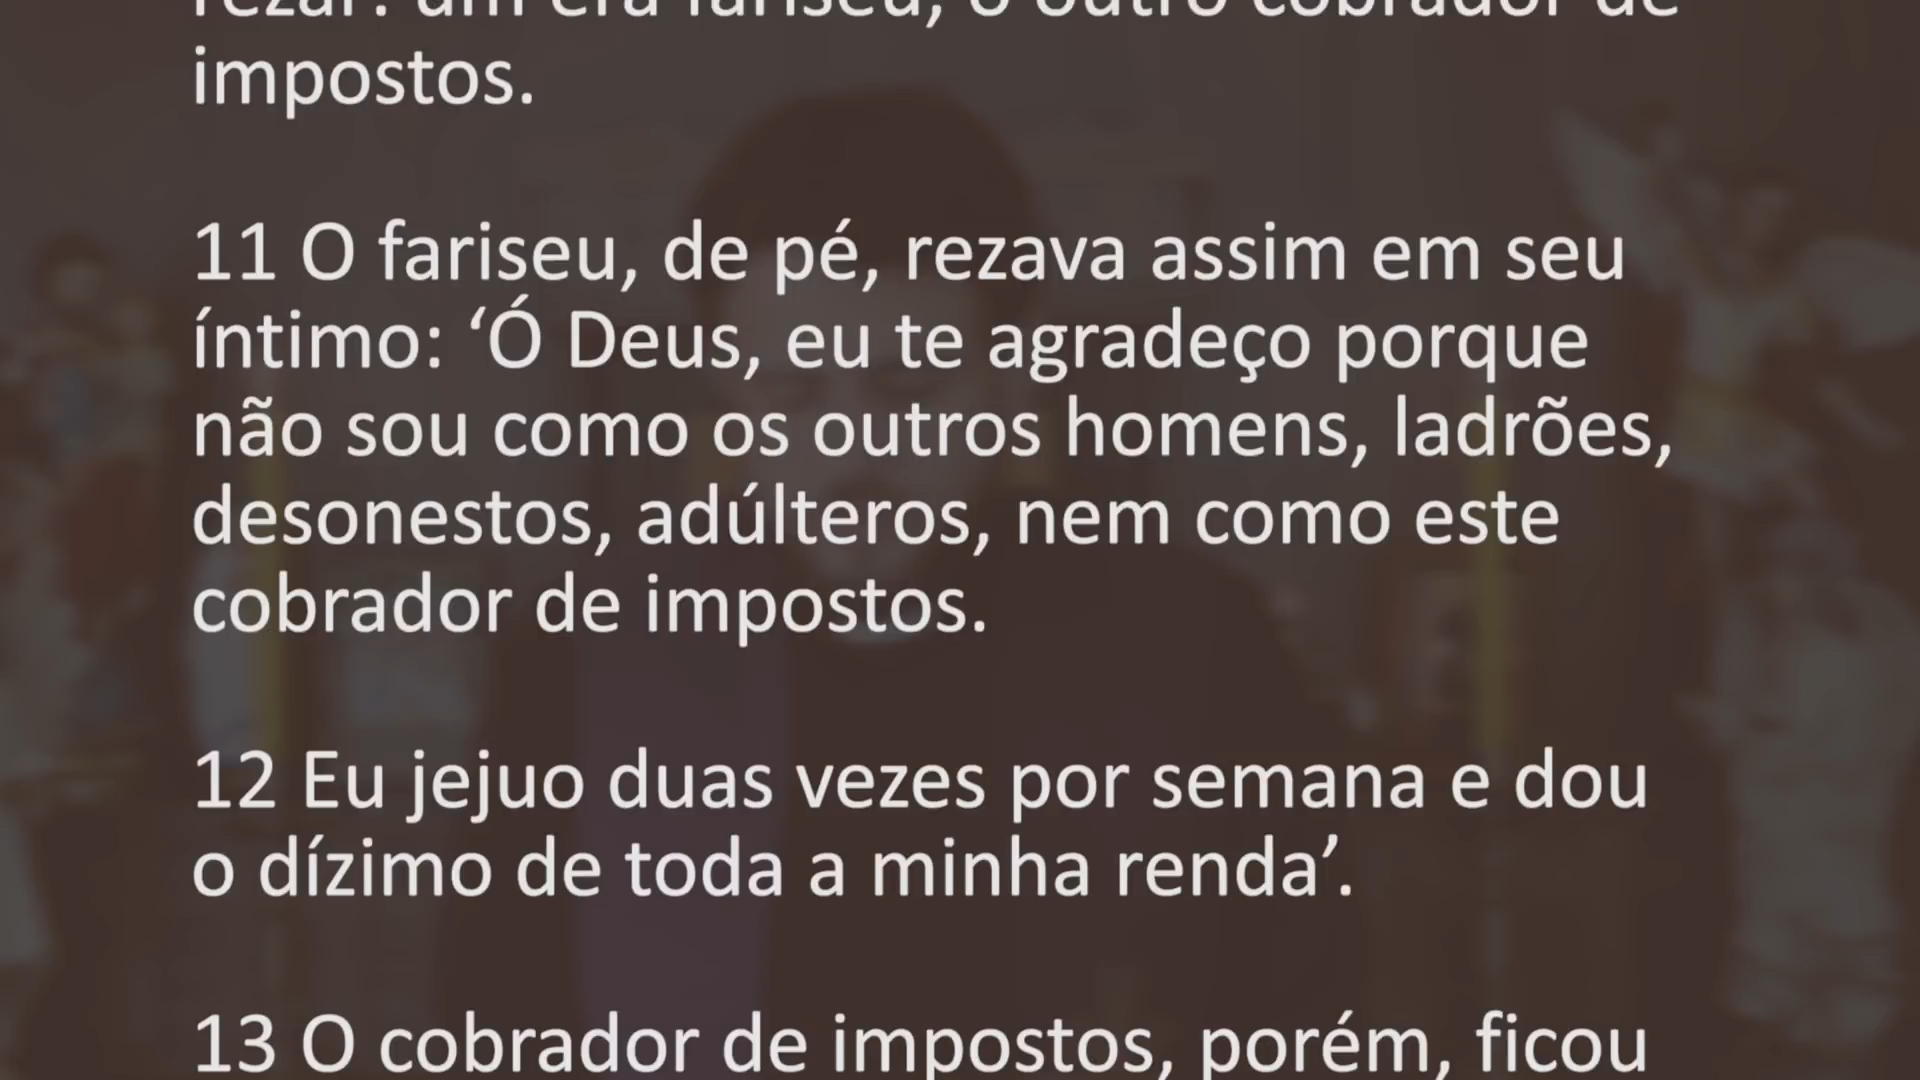 rezar: um era fariseu, o outro cobrador de
impostos.
11 O fariseu, de pé, rezava assim em seu
íntimo: ‘Ó Deus, eu te agradeço porque
não sou como os outros homens, ladrões,
desonestos, adúlteros, nem como este
cobrador de impostos.
12 Eu jejuo duas vezes por semana e dou
o dízimo de toda a minha renda’.
13 O cobrador de impostos, porém, ficou